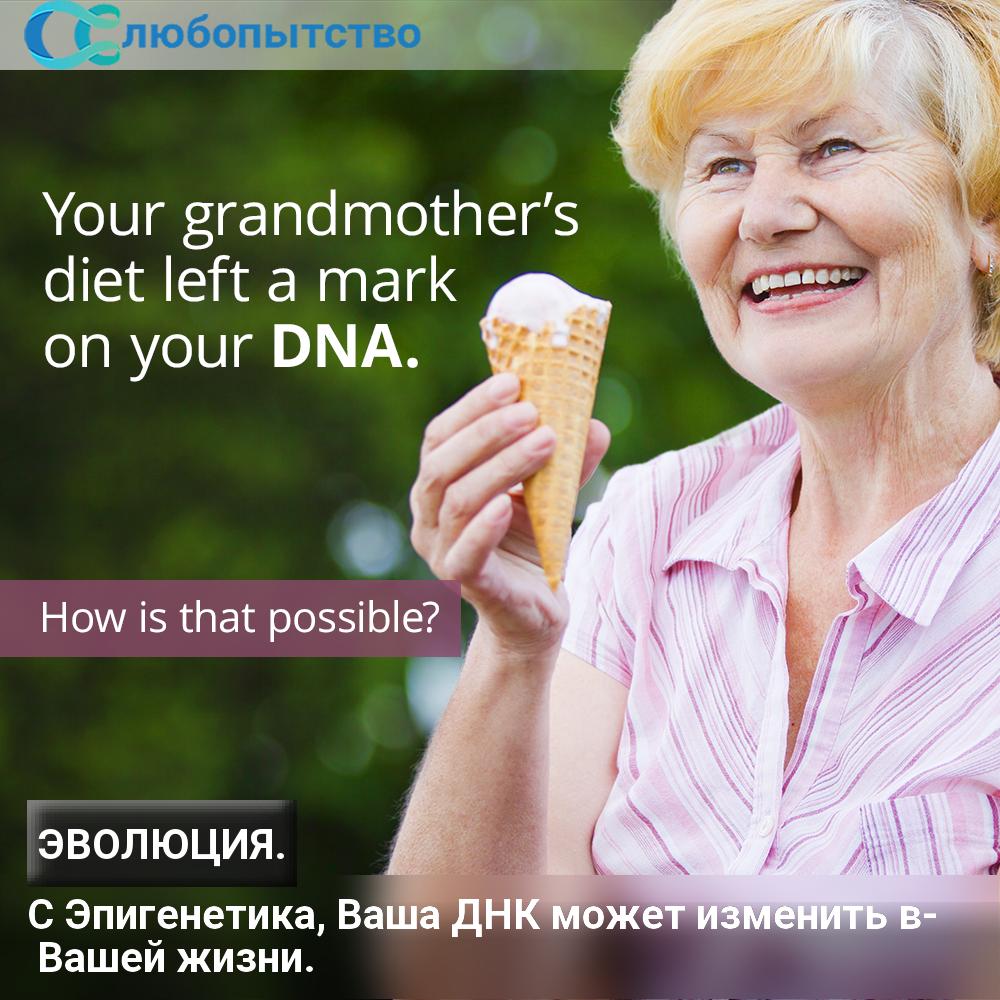 любопытство
Your grandmother’s
diet left a mark
on your DNA.
How is that possible?
ЭВОЛЮЦИЯ.
С Эпигенетика, Ваша ДНК может изменить в-
Вашей жизни.